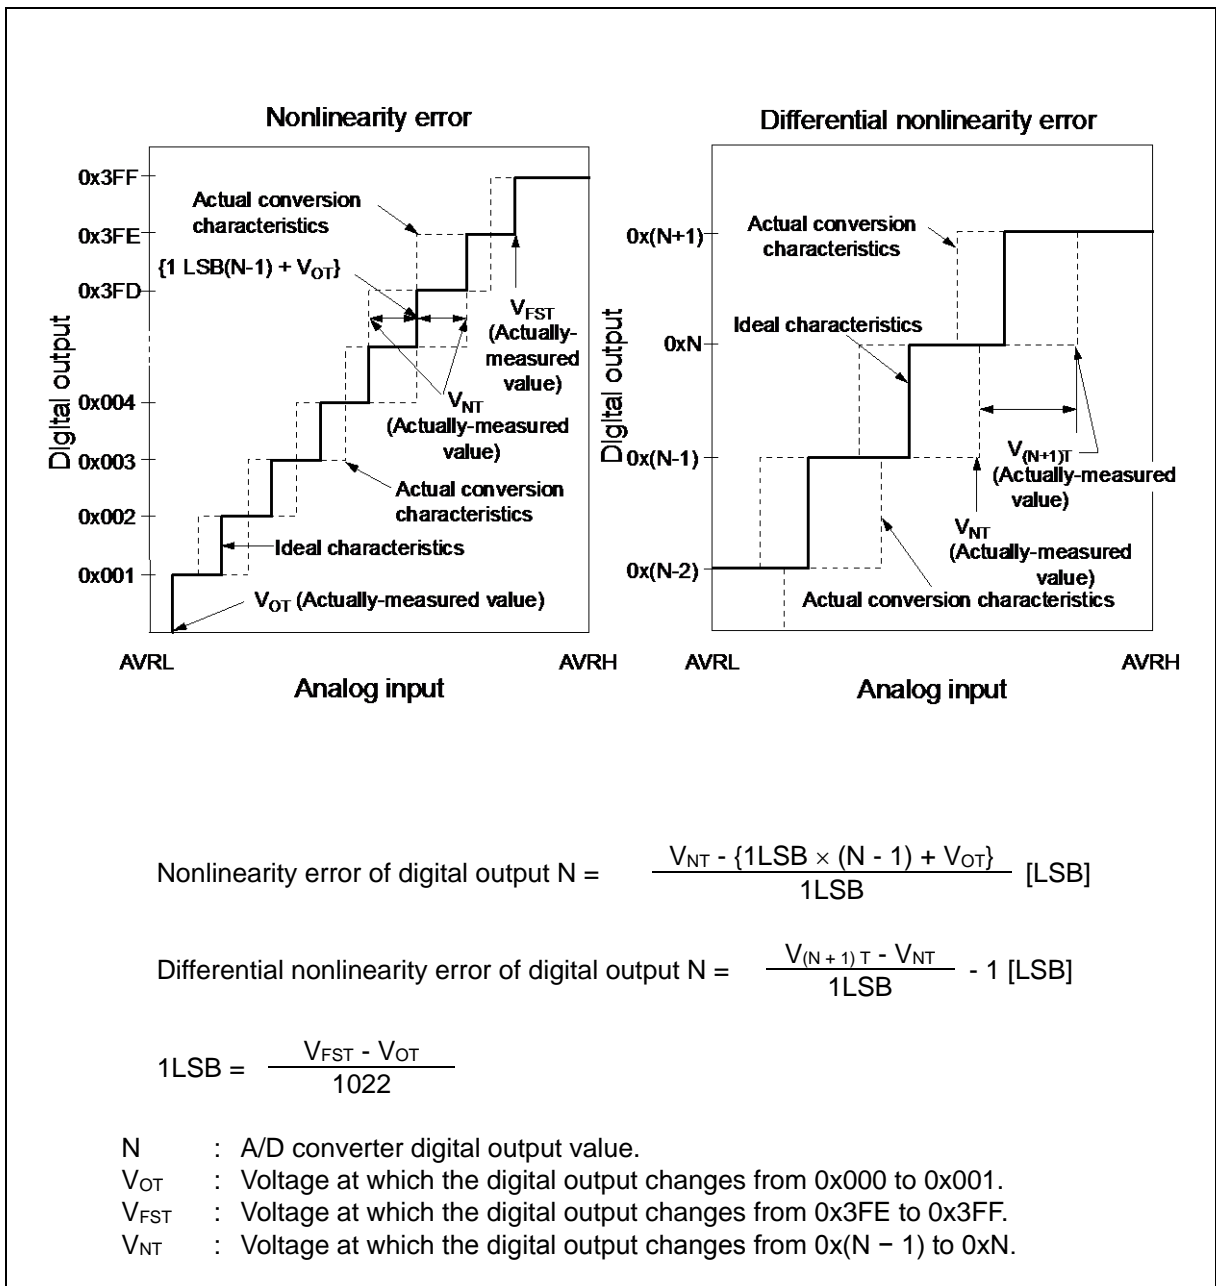 Nonlinearity error
Digital output
0x3FF
0x3FE
0x3FD
0x004
0x003
0x002
0x001
Actual conversion
characteristics
{1 LSB(N-1) + VOT}
VFST
(Actually-
measured
value)
VNT
(Actually-measured
value)
Actual conversion
characteristics
Ideal characteristics
VOT (Actually-measured value)
AVRL
AVRH
Analog input
Differential nonlinearity error
Digital output
0x(N+1)
0xN
0x(N-1)
0x(N-2)
Actual conversion
characteristics
Ideal characteristics
V(N+1)T
(Actually-measured
value)
VNT
(Actually-measured
value)
Actual conversion characteristics
AVRL
AVRH
Analog input
Nonlinearity error of digital output N = VNT - {1LSB × (N - 1) + VOT} / 1LSB [LSB]
Differential nonlinearity error of digital output N = V(N + 1) T - VNT / 1LSB - 1 [LSB]
1LSB = VFST - VOT / 1022
N : A/D converter digital output value.
VOT : Voltage at which the digital output changes from 0x000 to 0x001.
VFST : Voltage at which the digital output changes from 0x3FE to 0x3FF.
VNT : Voltage at which the digital output changes from 0x(N − 1) to 0xN.